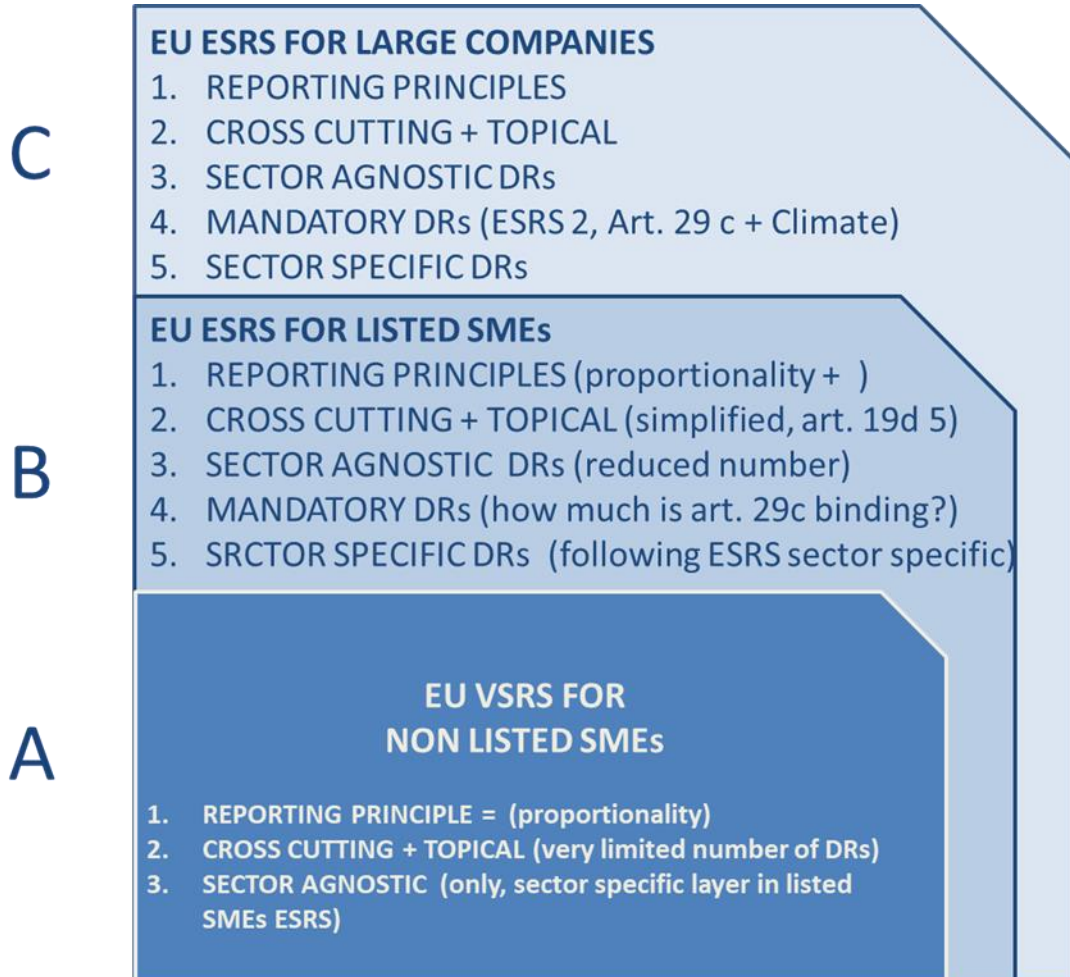 C
EU ESRS FOR LARGE COMPANIES
1. REPORTING PRINCIPLES
2. CROSS CUTTING + TOPICAL
3. SECTOR AGNOSTIC DRs
4. MANDATORY DRs (ESRS 2, Art. 29 c + Climate)
5. SECTOR SPECIFIC DRs
B
EU ESRS FOR LISTED SMEs
1. REPORTING PRINCIPLES (proportionality + )
2. CROSS CUTTING + TOPICAL (simplified, art. 19d 5)
3. SECTOR AGNOSTIC DRs (reduced number)
4. MANDATORY DRs (how much is art. 29c binding?)
5. SRCTOR SPECIFIC DRs (following ESRS sector specific)
A
EU VSRS FOR
NON LISTED SMEs
1. REPORTING PRINCIPLE = (proportionality)
2. CROSS CUTTING + TOPICAL (very limited number of DRs)
3. SECTOR AGNOSTIC (only, sector specific layer in listed
SMEs ESRS)